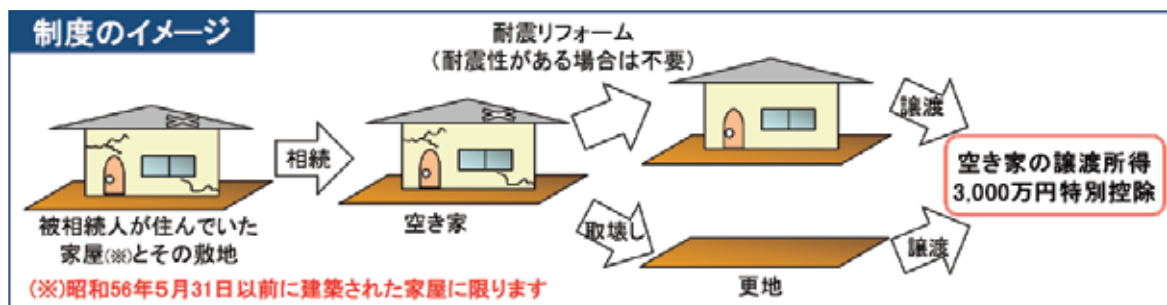 制度のイメージ
耐震リフォーム
（耐震性がある場合は不要）
譲渡
相続
空き家の譲渡所得
3,000万円特別控除
被相続人が住んでいた
家屋(※)とその敷地
空き家
取壊し
譲渡
更地
(※)昭和56年5月31日以前に建築された家屋に限ります